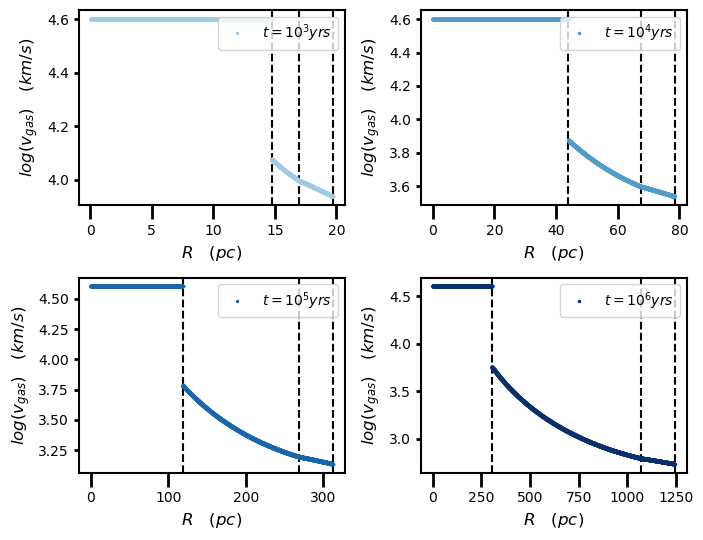 4.6
4.4
4.2
4.0
log(v_gas) (km/s)
t = 10^3 yrs
0 5 10 15 20
R (pc)
4.6
4.4
4.2
4.0
3.8
3.6
log(v_gas) (km/s)
t = 10^4 yrs
0 20 40 60 80
R (pc)
4.50
4.25
4.00
3.75
3.50
3.25
log(v_gas) (km/s)
t = 10^5 yrs
0 100 200 300
R (pc)
4.5
4.0
3.5
3.0
log(v_gas) (km/s)
t = 10^6 yrs
0 250 500 750 1000 1250
R (pc)